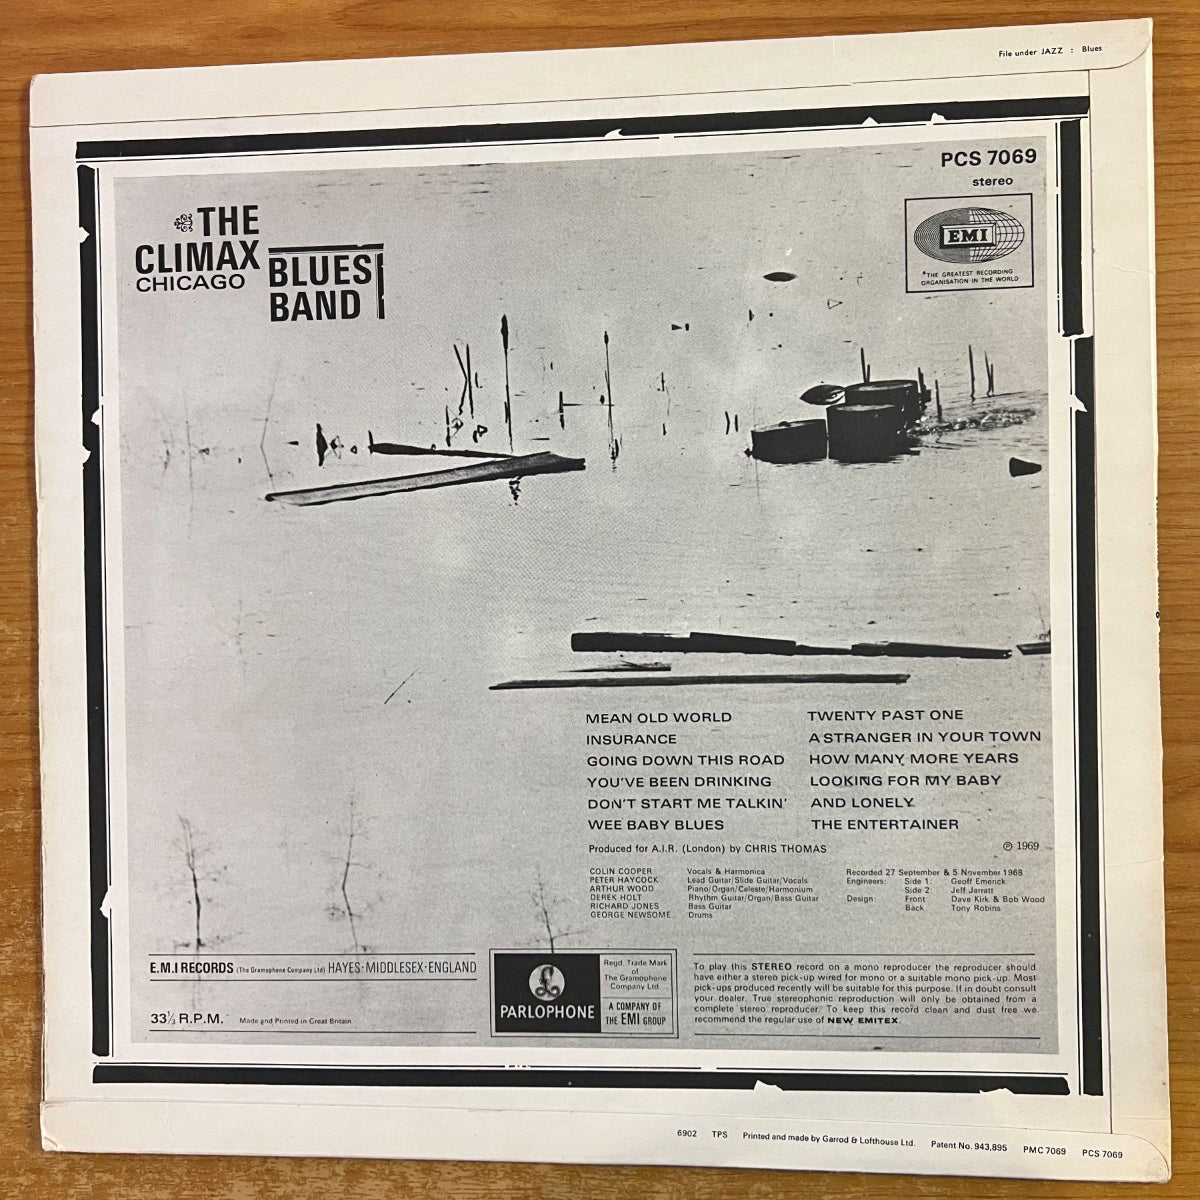 File under JAZZ : Blues
PCS 7069
stereo
EMI
"THE GREATEST RECORDING
ORGANISATION IN THE WORLD
THE
CLIMAX
CHICAGO
BLUES
BAND
MEAN OLD WORLD
INSURANCE
GOING DOWN THIS ROAD
YOU'VE BEEN DRINKING
DON'T START ME TALKIN'
WEE BABY BLUES
TWENTY PAST ONE
A STRANGER IN YOUR TOWN
HOW MANY MORE YEARS
LOOKING FOR MY BABY
AND LONELY
THE ENTERTAINER
Produced for A.I.R. (London) by CHRIS THOMAS
℗ 1969
COLIN COOPER Vocals & Harmonica
PETER HAYCOCK Lead Guitar/Slide Guitar/Vocals
ARTHUR WOOD Piano/Organ/Celeste/Harmonium
DEREK HOLT Rhythm Guitar/Organ/Bass Guitar
RICHARD JONES Bass Guitar
GEORGE NEWSOME Drums
Recorded 27 September & 5 November 1968
Engineers: Side 1: Geoff Emerick
Side 2: Jeff Jarratt
Design: Front Dave Kirk & Bob Wood
Back Tony Robins
E.M.I RECORDS (The Gramophone Company Ltd) HAYES·MIDDLESEX·ENGLAND
33⅓ R.P.M. Made and Printed in Great Britain
PARLOPHONE
Regd. Trade Mark
of
The Gramophone
Company Ltd.
A COMPANY OF
THE EMI GROUP
To play this STEREO record on a mono reproducer the reproducer should
have either a stereo pick-up wired for mono or a suitable mono pick-up. Most
pick-ups produced recently will be suitable for this purpose. If in doubt consult
your dealer. True stereophonic reproduction will only be obtained from a
complete stereo reproducer. To keep this record clean and dust free we
recommend the regular use of NEW EMITEX.
6902 TPS Printed and made by Garrod & Lofthouse Ltd. Patent No. 943,895 PMC 7069 PCS 7069